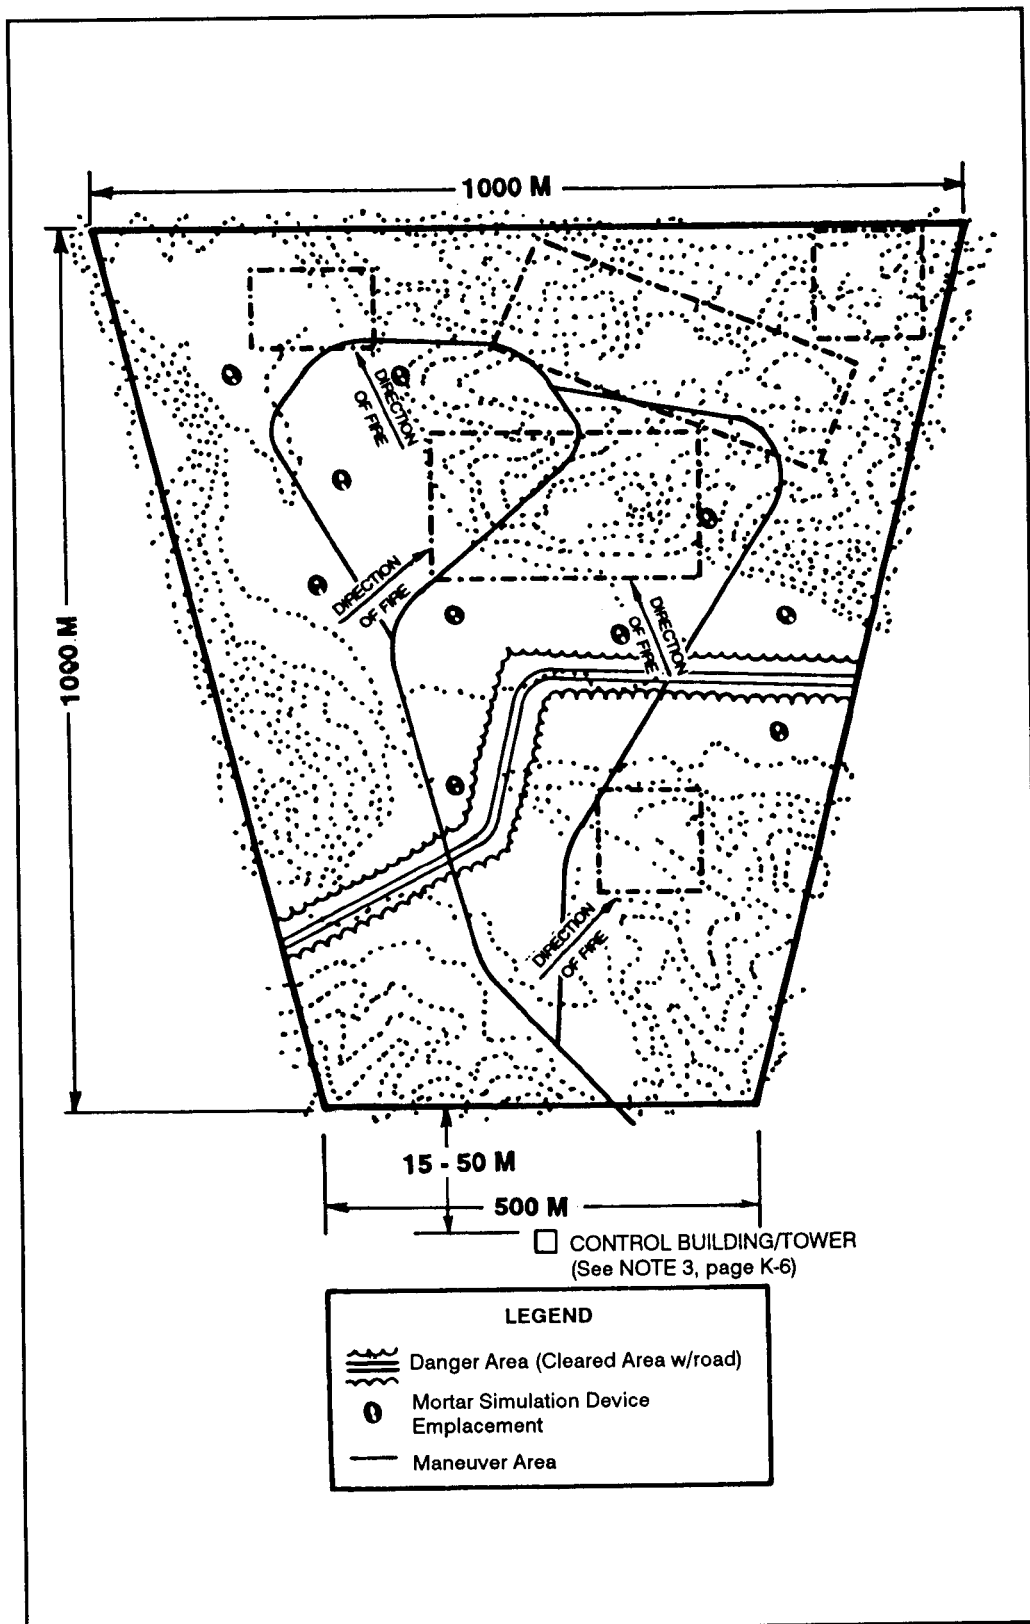 1000 M
DIRECTION
OF FIRE
DIRECTION
OF FIRE
DIRECTION
OF FIRE
1000 M
DIRECTION
OF FIRE
15 - 50 M
500 M
CONTROL BUILDING/TOWER
(See NOTE 3, page K-6)
LEGEND
Danger Area (Cleared Area w/road)
Mortar Simulation Device
Emplacement
Maneuver Area